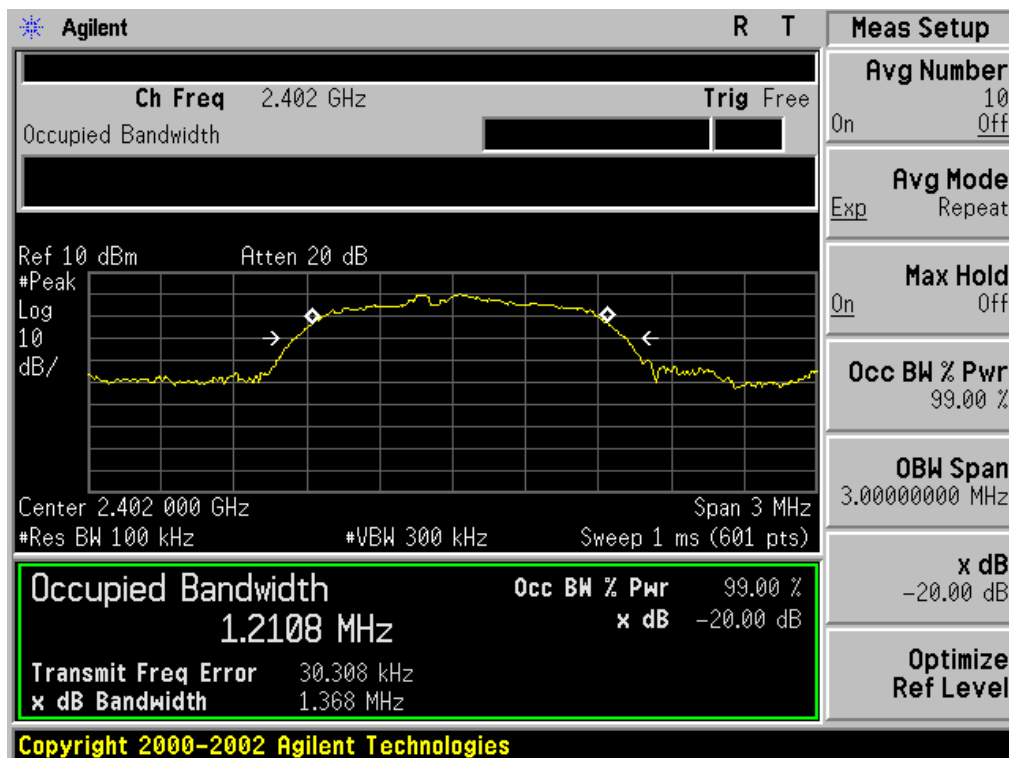 Agilent R T
Ch Freq 2.402 GHz Trig Free
Occupied Bandwidth
Ref 10 dBm Atten 20 dB
#Peak
Log
10
dB/
Center 2.402 000 GHz Span 3 MHz
#Res BW 100 kHz #VBW 300 kHz Sweep 1 ms (601 pts)
Occupied Bandwidth Occ BW % Pwr 99.00 %
1.2108 MHz x dB -20.00 dB
Transmit Freq Error 30.308 kHz
x dB Bandwidth 1.368 MHz
Copyright 2000-2002 Agilent Technologies
Meas Setup
Avg Number
10
On Off
Avg Mode
Exp Repeat
Max Hold
On Off
Occ BW % Pwr
99.00 %
OBW Span
3.00000000 MHz
x dB
-20.00 dB
Optimize
Ref Level